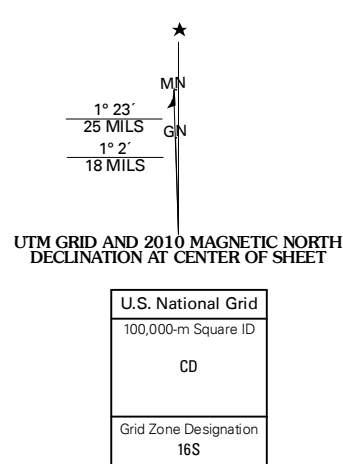 MN
1° 23´
25 MILS
GN
1° 2´
18 MILS
UTM GRID AND 2010 MAGNETIC NORTH
DECLINATION AT CENTER OF SHEET
U.S. National Grid
100,000-m Square ID
CD
Grid Zone Designation
16S